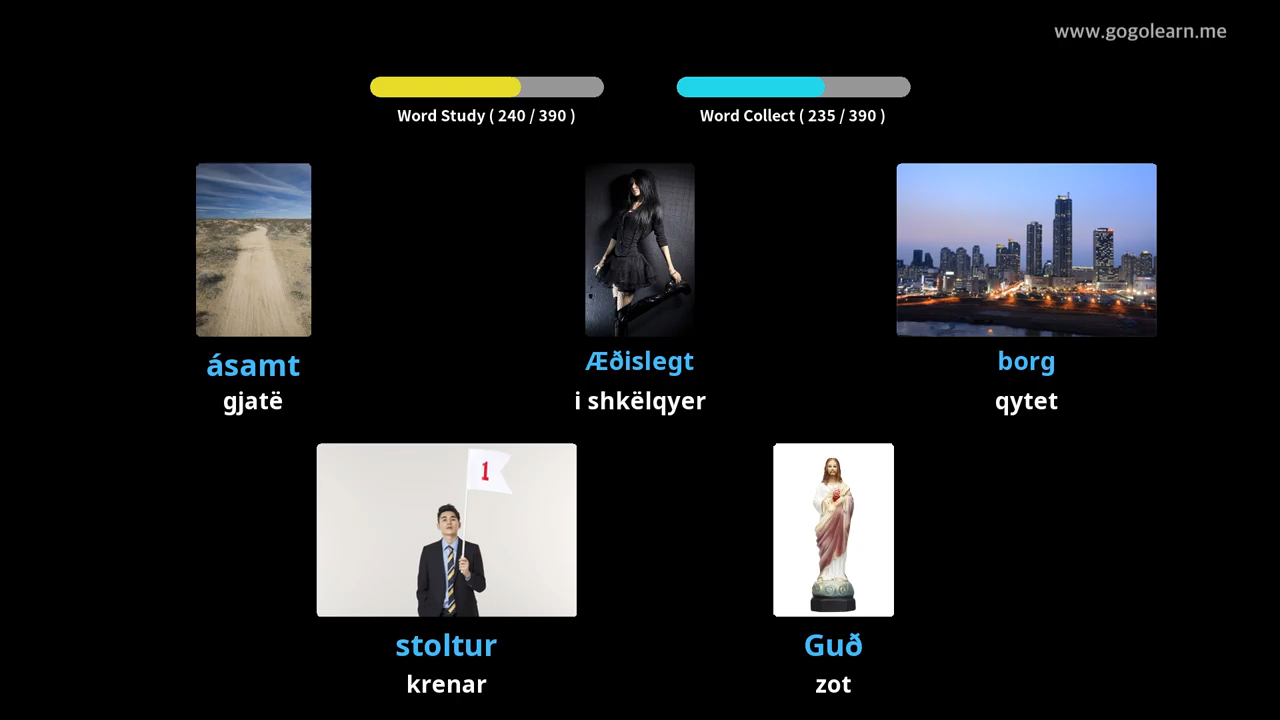 www.gogolearn.me
Word Study ( 240 / 390 )
Word Collect ( 235 / 390 )
ásamt
gjatë
Æðislegt
i shkëlqyer
borg
qytet
1
stoltur
krenar
Guð
zot